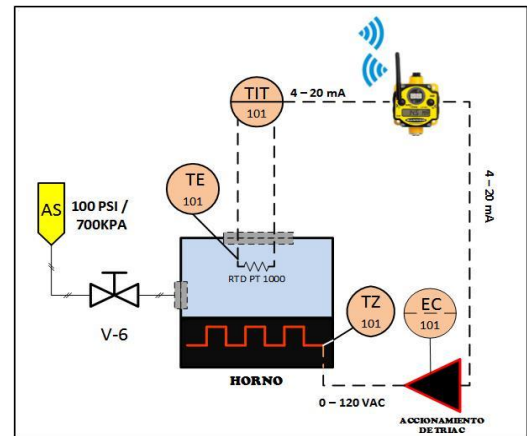 TIT
101
4 – 20 mA
TE
101
AS
100 PSI /
700KPA
4 – 20 mA
RTD PT 1000
TZ
101
EC
101
V-6
HORNO
0 – 120 VAC
ACCIONAMIENTO
DE TRIAC